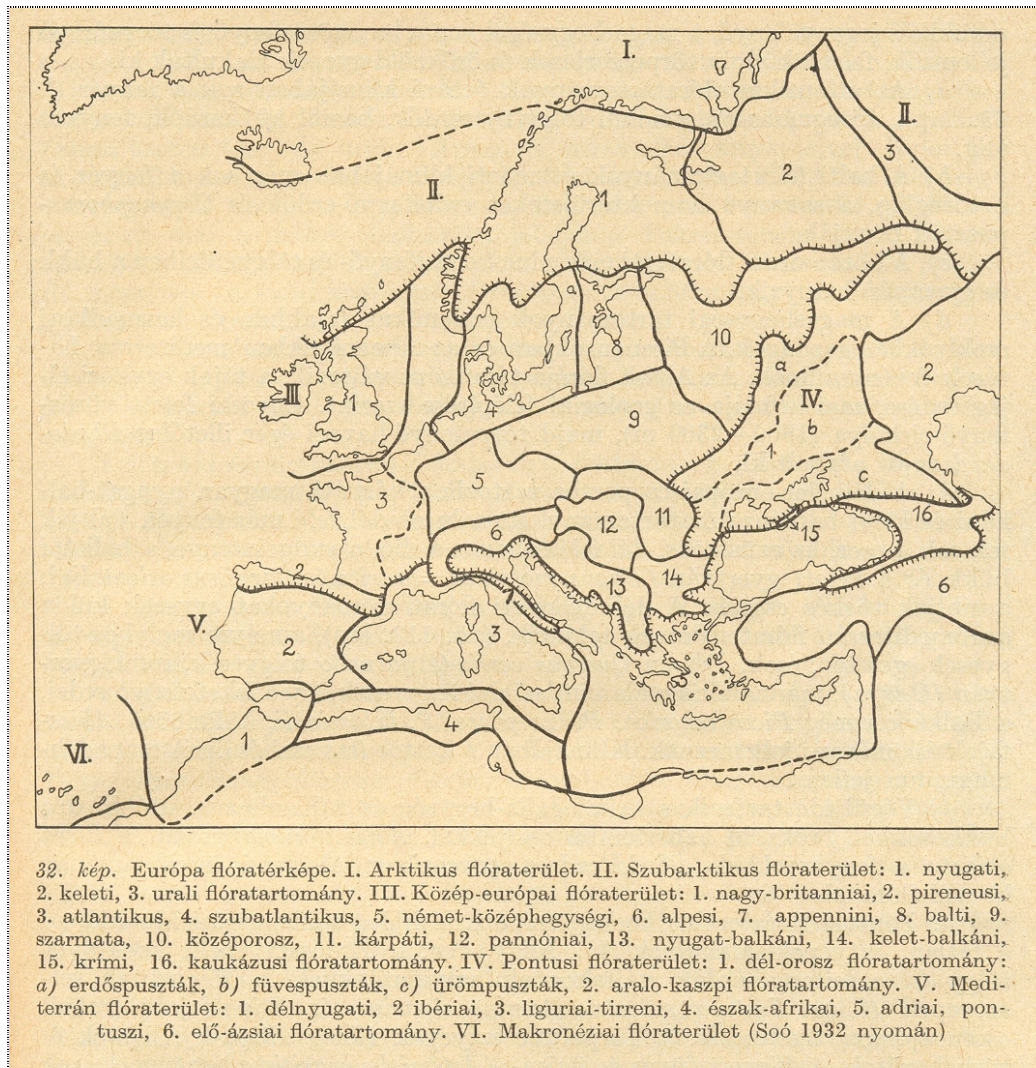 I.
II.
3
2
II.
1
a
8
10
a
2
III
1
4
9
IV.
b
1.
3
5
c
16
6
12
11
15
2
13
14
6
7
V.
2
3
5
4
1
VI.
32. kép. Európa flóratérképe. I. Arktikus flóraterület. II. Szubarktikus flóraterület: 1. nyugati,
2. keleti, 3. urali flóratartomány. III. Közép-európai flóraterület: 1. nagy-britanniai, 2. pireneusi,
3. atlantikus, 4. szubatlantikus, 5. német-középhegységi, 6. alpesi, 7. appennini, 8. balti, 9.
szarmata, 10. középorosz, 11. kárpáti, 12. pannóniai, 13. nyugat-balkáni, 14. kelet-balkáni,
15. krími, 16. kaukázusi flóratartomány. IV. Pontusi flóraterület: 1. dél-orosz flóratartomány:
a) erdőspuszták, b) füvespuszták, c) ürömpuszták, 2. aralo-kaszpi flóratartomány. V. Medi-
terrán flóraterület: 1. délnyugati, 2 ibériai, 3. liguriai-tirreni, 4. észak-afrikai, 5. adriai, pon-
tuszi, 6. elő-ázsiai flóratartomány. VI. Makronéziai flóraterület (Soó 1932 nyomán)